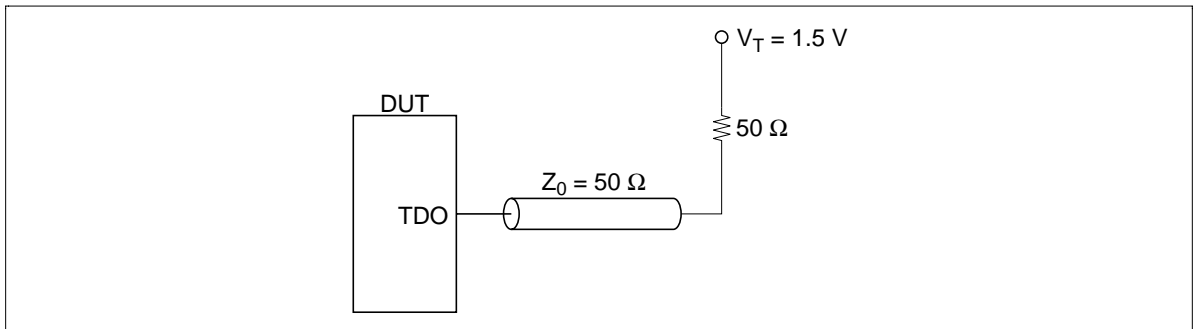 V_T = 1.5 V
DUT
50 Ω
Z_0 = 50 Ω
TDO